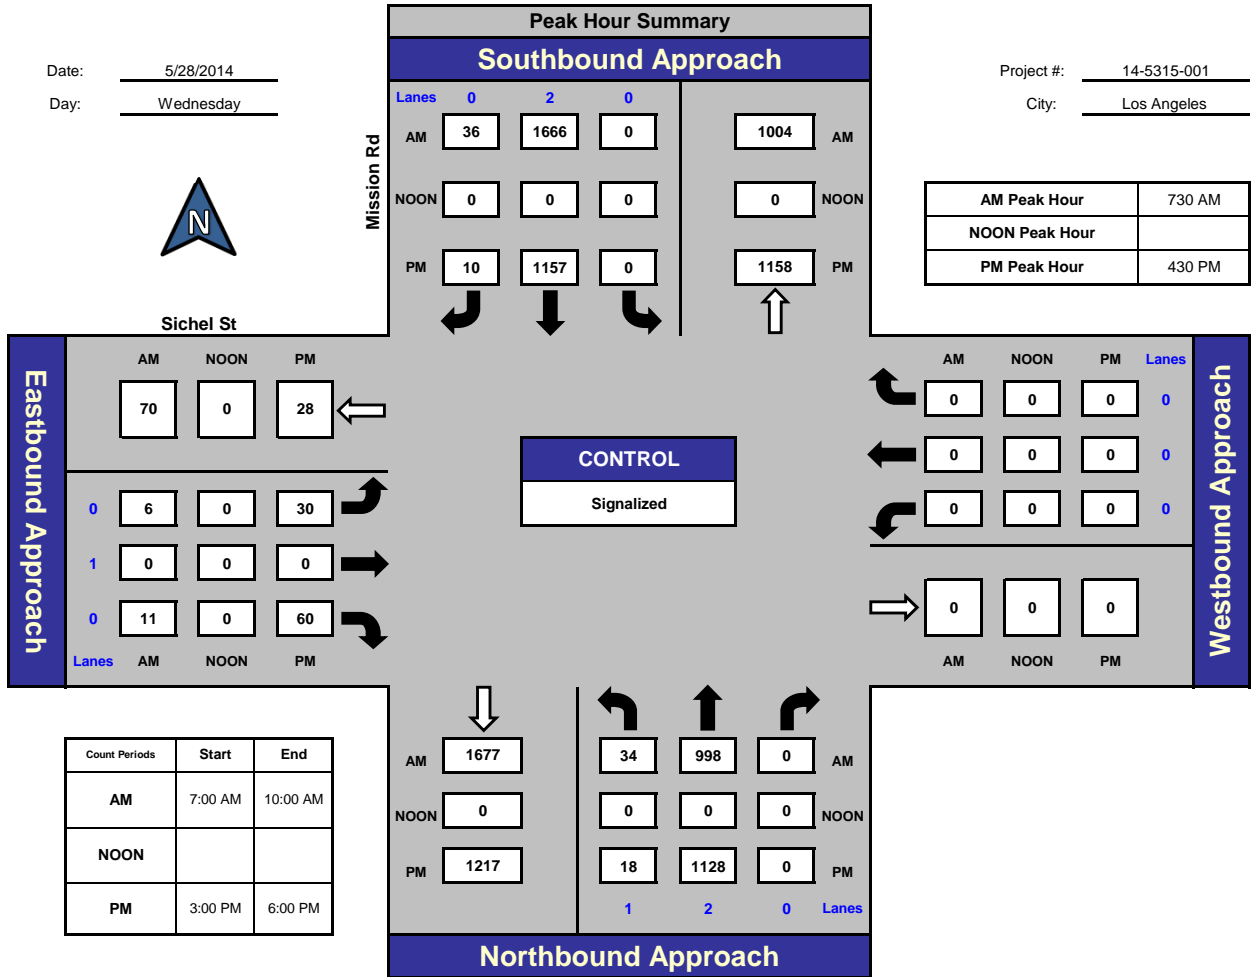 Peak Hour Summary
Southbound Approach
Date: 5/28/2014
Day: Wednesday
Project #: 14-5315-001
City: Los Angeles
N
Mission Rd
Lanes 0 2 0
AM 36 1666 0 1004 AM
NOON 0 0 0 0 NOON
PM 10 1157 0 1158 PM
AM Peak Hour 730 AM
NOON Peak Hour
PM Peak Hour 430 PM
Sichel St
Eastbound Approach
AM NOON PM
70 0 28
0 6 0 30
1 0 0 0
0 11 0 60
Lanes AM NOON PM
CONTROL
Signalized
AM NOON PM Lanes
0 0 0 0
0 0 0 0
0 0 0 0
0 0 0
AM NOON PM
Westbound Approach
Count Periods Start End
AM 7:00 AM 10:00 AM
NOON
PM 3:00 PM 6:00 PM
AM 1677 34 998 0 AM
NOON 0 0 0 0 NOON
PM 1217 18 1128 0 PM
1 2 0 Lanes
Northbound Approach